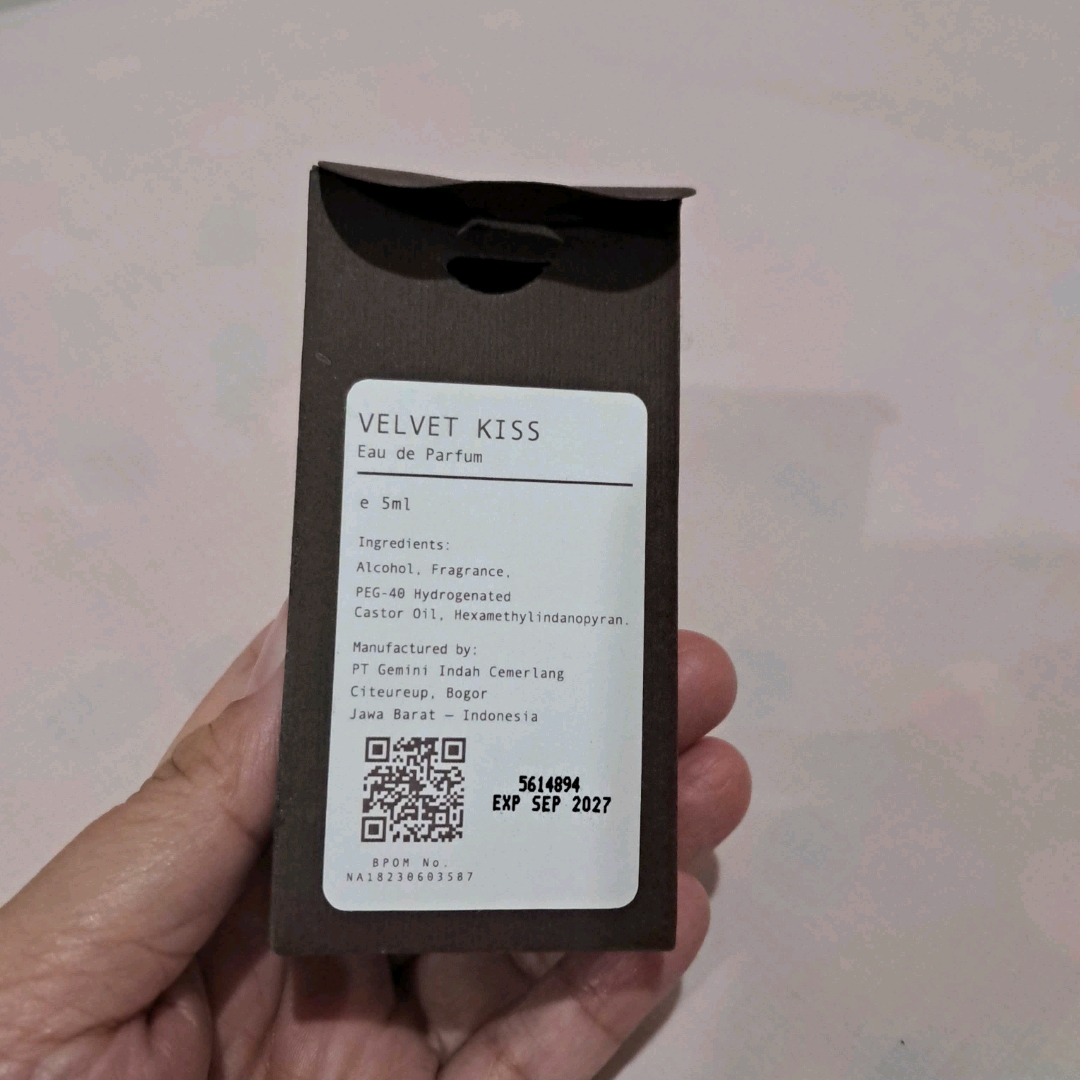 VELVET KISS
Eau de Parfum
e 5ml
Ingredients:
Alcohol, Fragrance,
PEG-40 Hydrogenated
Castor Oil, Hexamethylindanopyran.
Manufactured by:
PT Gemini Indah Cemerlang
Citeureup, Bogor
Jawa Barat — Indonesia
5614894
EXP SEP 2027
BPOM No.
NA18230603587